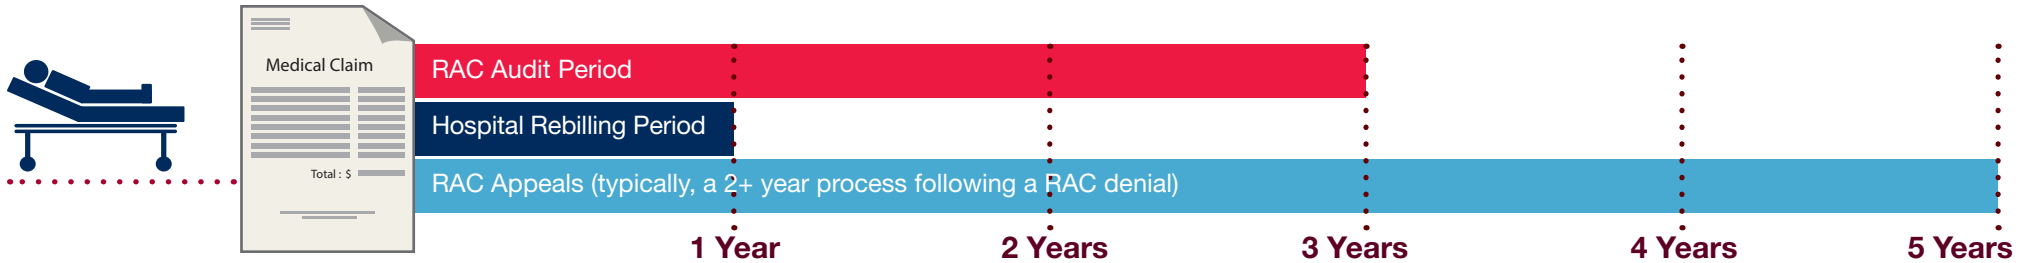 Medical Claim
Total : $
RAC Audit Period
Hospital Rebilling Period
RAC Appeals (typically, a 2+ year process following a RAC denial)
1 Year
2 Years
3 Years
4 Years
5 Years